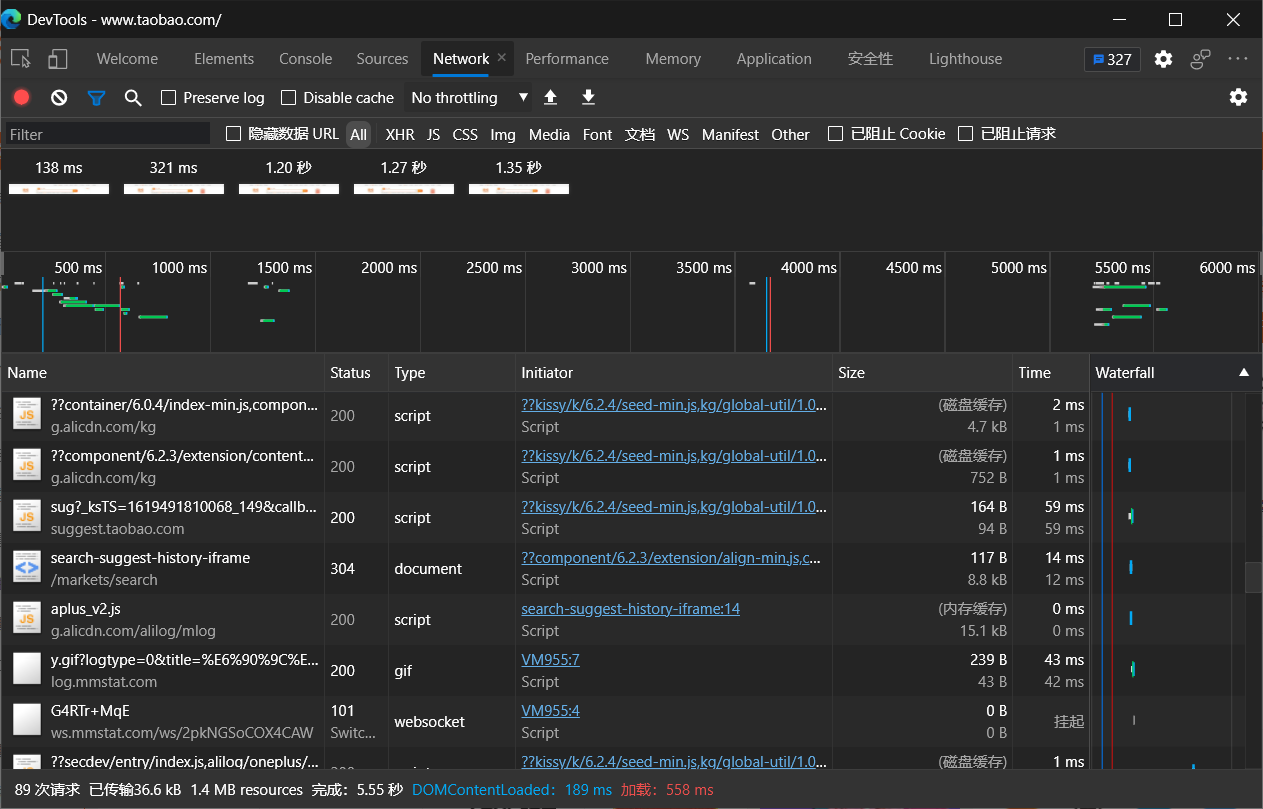 DevTools - www.taobao.com/
Welcome Elements Console Sources Network Performance Memory Application 安全性 Lighthouse 327
Preserve log Disable cache No throttling
Filter 隐藏数据 URL All XHR JS CSS Img Media Font 文档 WS Manifest Other 已阻止 Cookie 已阻止请求
138 ms 321 ms 1.20 秒 1.27 秒 1.35 秒
500 ms 1000 ms 1500 ms 2000 ms 2500 ms 3000 ms 3500 ms 4000 ms 4500 ms 5000 ms 5500 ms 6000 ms
Name Status Type Initiator Size Time Waterfall
??container/6.0.4/index-min.js,compon... 200 script ??kissy/k/6.2.4/seed-min.js,kg/global-util/1.0... (磁盘缓存) 2 ms
g.alicdn.com/kg Script 4.7 kB 1 ms
??component/6.2.3/extension/content... 200 script ??kissy/k/6.2.4/seed-min.js,kg/global-util/1.0... (磁盘缓存) 1 ms
g.alicdn.com/kg Script 752 B 1 ms
sug?_ksTS=1619491810068_149&callb... 200 script ??kissy/k/6.2.4/seed-min.js,kg/global-util/1.0... 164 B 59 ms
suggest.taobao.com Script 94 B 59 ms
search-suggest-history-iframe 304 document ??component/6.2.3/extension/align-min.js,c... 117 B 14 ms
/markets/search Script 8.8 kB 12 ms
aplus_v2.js 200 script search-suggest-history-iframe:14 (内存缓存) 0 ms
g.alicdn.com/alilog/mlog Script 15.1 kB 0 ms
y.gif?logtype=0&title=%E6%90%9C%E... 200 gif VM955:7 239 B 43 ms
log.mmstat.com Script 43 B 42 ms
G4RTr+MqE 101 websocket VM955:4 0 B 挂起
ws.mmstat.com/ws/2pkNGSoCOX4CAW Switc... Script 0 B
??secdev/entry/index.js,alilog/oneplus/... ??kissy/k/6.2.4/seed-min.js,kg/global-util/1.0... (磁盘缓存) 1 ms
89 次请求 已传输36.6 kB 1.4 MB resources 完成：5.55 秒 DOMContentLoaded：189 ms 加载：558 ms